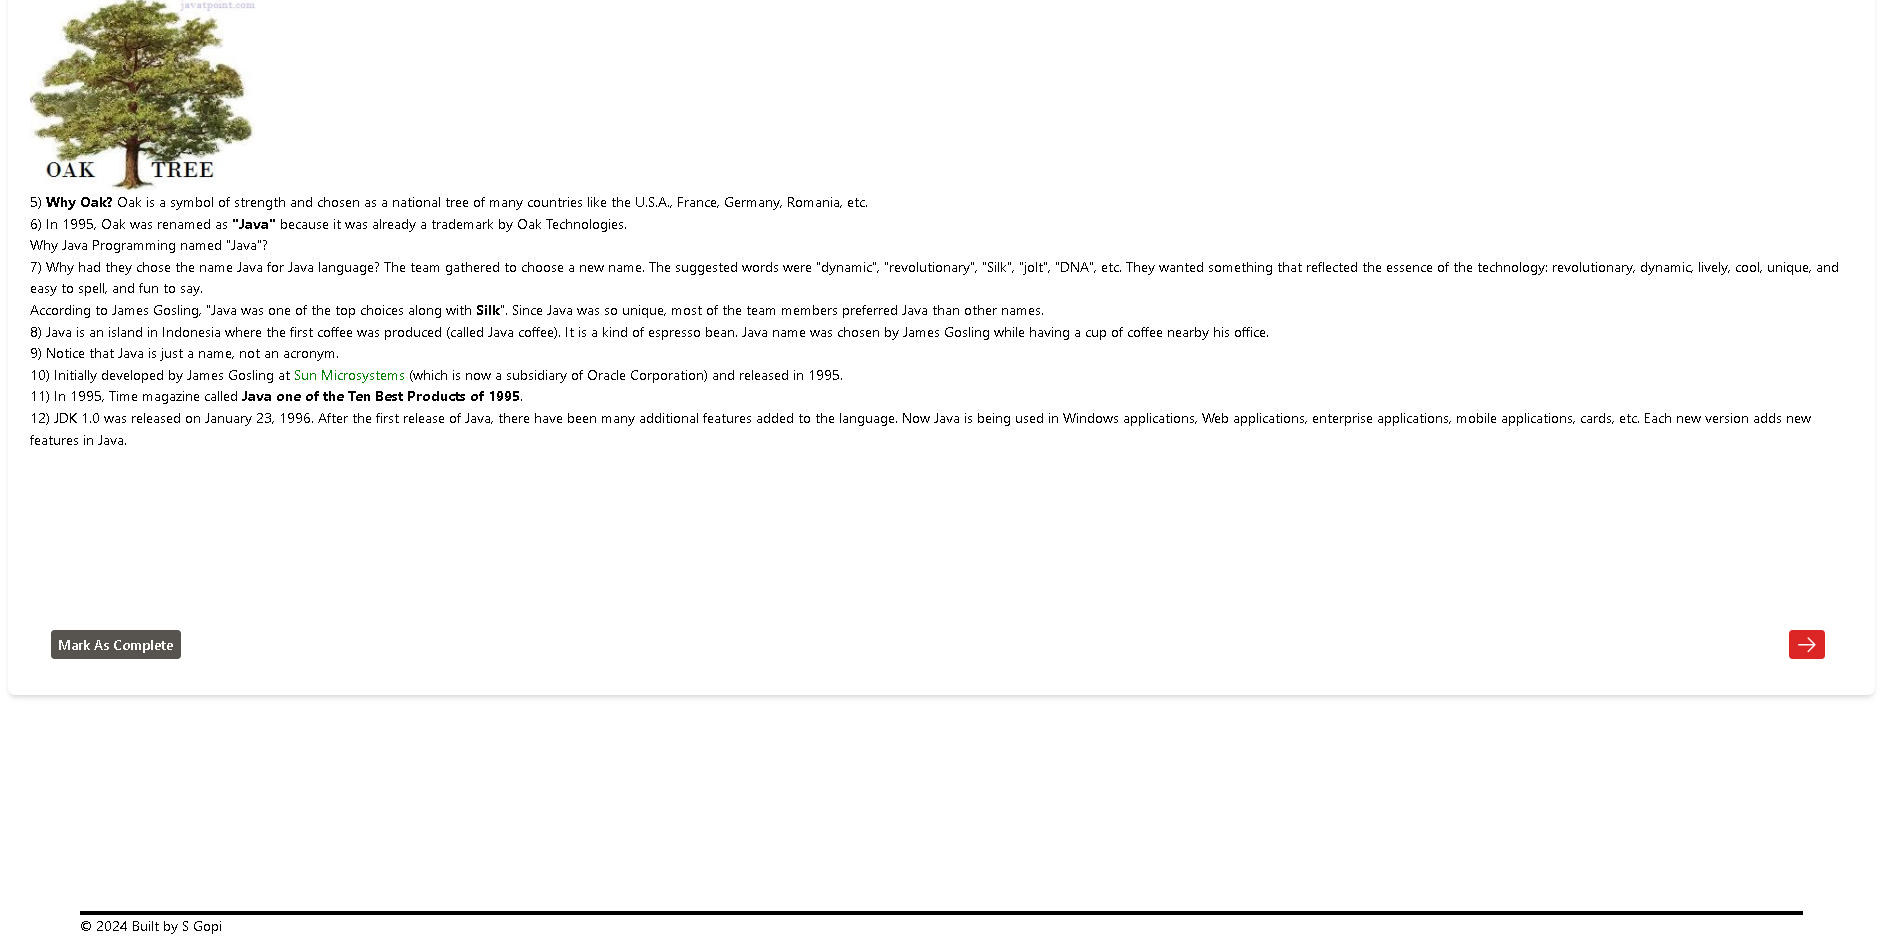 javatpoint.com
OAK TREE
5) Why Oak? Oak is a symbol of strength and chosen as a national tree of many countries like the U.S.A., France, Germany, Romania, etc.
6) In 1995, Oak was renamed as "Java" because it was already a trademark by Oak Technologies.
Why Java Programming named "Java"?
7) Why had they chose the name Java for Java language? The team gathered to choose a new name. The suggested words were "dynamic", "revolutionary", "Silk", "jolt", "DNA", etc. They wanted something that reflected the essence of the technology: revolutionary, dynamic, lively, cool, unique, and
easy to spell, and fun to say.
According to James Gosling, "Java was one of the top choices along with Silk". Since Java was so unique, most of the team members preferred Java than other names.
8) Java is an island in Indonesia where the first coffee was produced (called Java coffee). It is a kind of espresso bean. Java name was chosen by James Gosling while having a cup of coffee nearby his office.
9) Notice that Java is just a name, not an acronym.
10) Initially developed by James Gosling at Sun Microsystems (which is now a subsidiary of Oracle Corporation) and released in 1995.
11) In 1995, Time magazine called Java one of the Ten Best Products of 1995.
12) JDK 1.0 was released on January 23, 1996. After the first release of Java, there have been many additional features added to the language. Now Java is being used in Windows applications, Web applications, enterprise applications, mobile applications, cards, etc. Each new version adds new
features in Java.
Mark As Complete
© 2024 Built by S Gopi